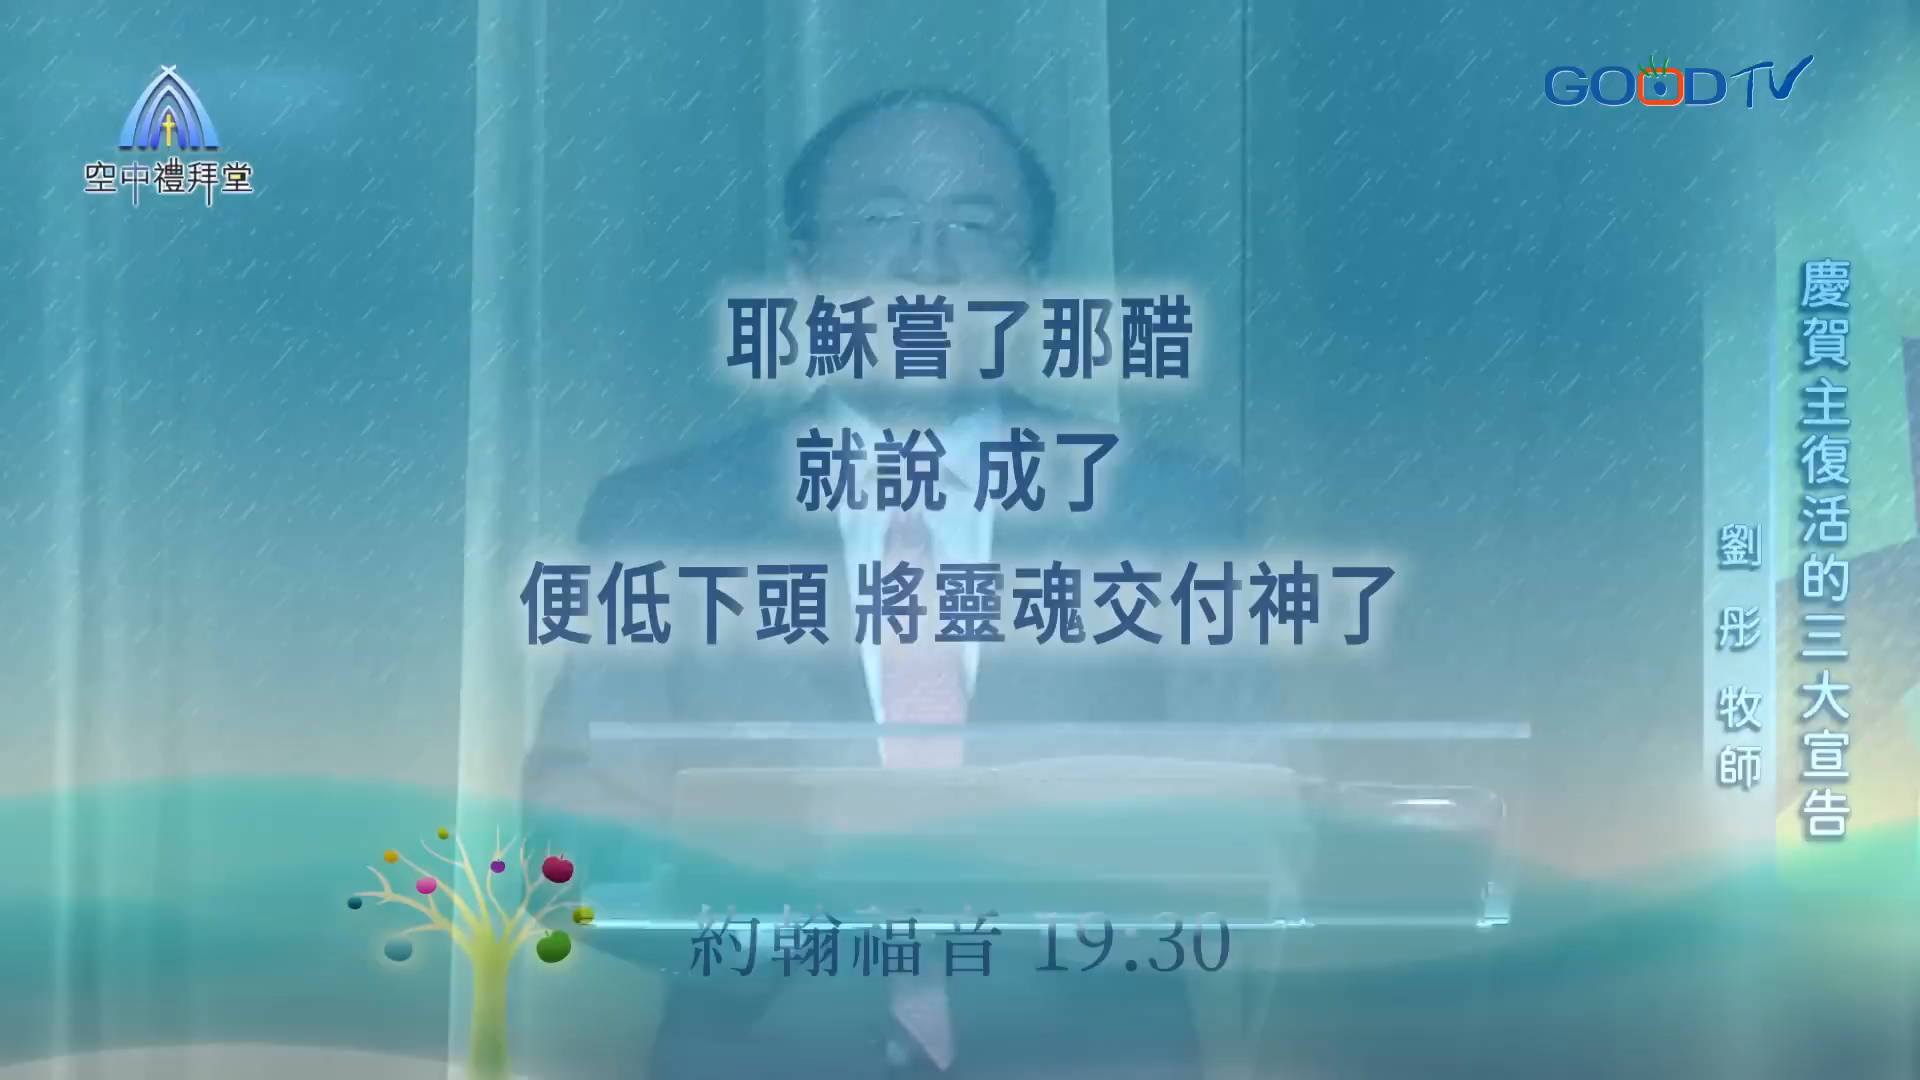 空中禮拜堂
GOODTV
耶穌嘗了那醋
就說 成了
便低下頭 將靈魂交付神了
約翰福音 19.30
慶賀主復活的三大宣告
劉彤 牧師